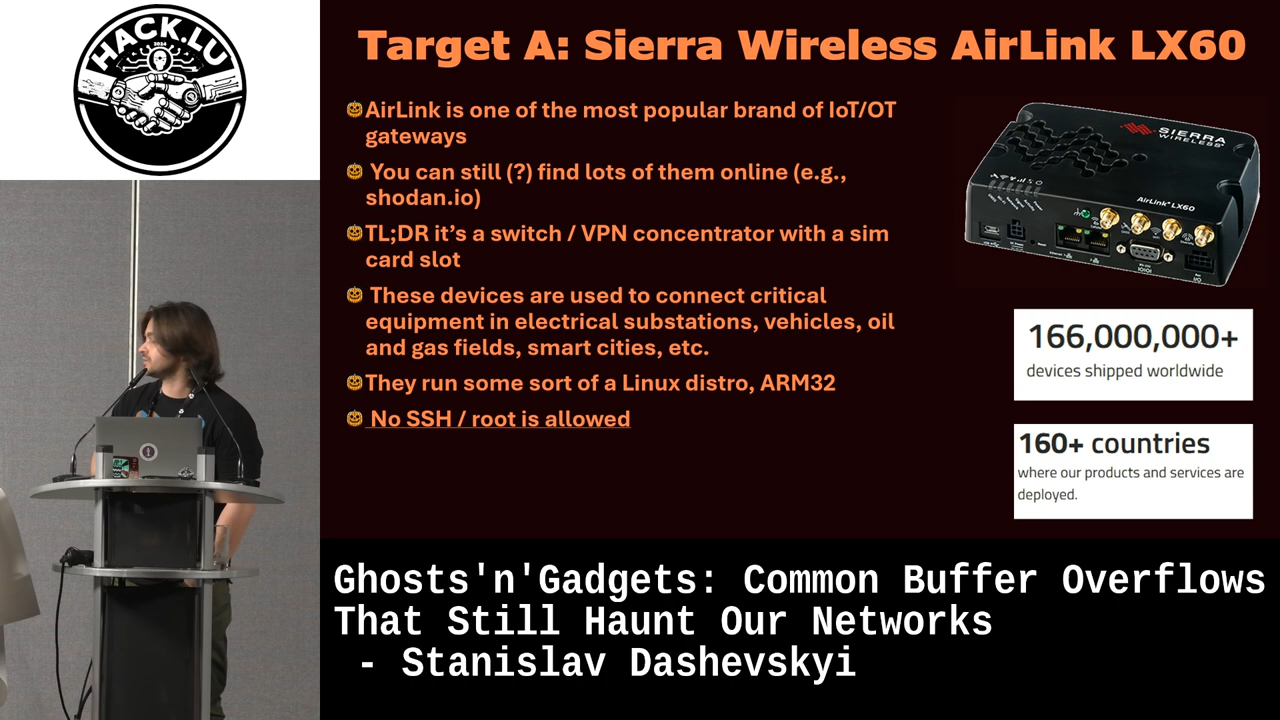 HACK.LU
2024
Target A: Sierra Wireless AirLink LX60
AirLink is one of the most popular brand of IoT/OT
gateways
You can still (?) find lots of them online (e.g.,
shodan.io)
TL;DR it’s a switch / VPN concentrator with a sim
card slot
These devices are used to connect critical
equipment in electrical substations, vehicles, oil
and gas fields, smart cities, etc.
They run some sort of a Linux distro, ARM32
No SSH / root is allowed
SIERRA
WIRELESS
AirLink LX60
166,000,000+
devices shipped worldwide
160+ countries
where our products and services are
deployed.
Ghosts'n'Gadgets: Common Buffer Overflows
That Still Haunt Our Networks
- Stanislav Dashevskyi